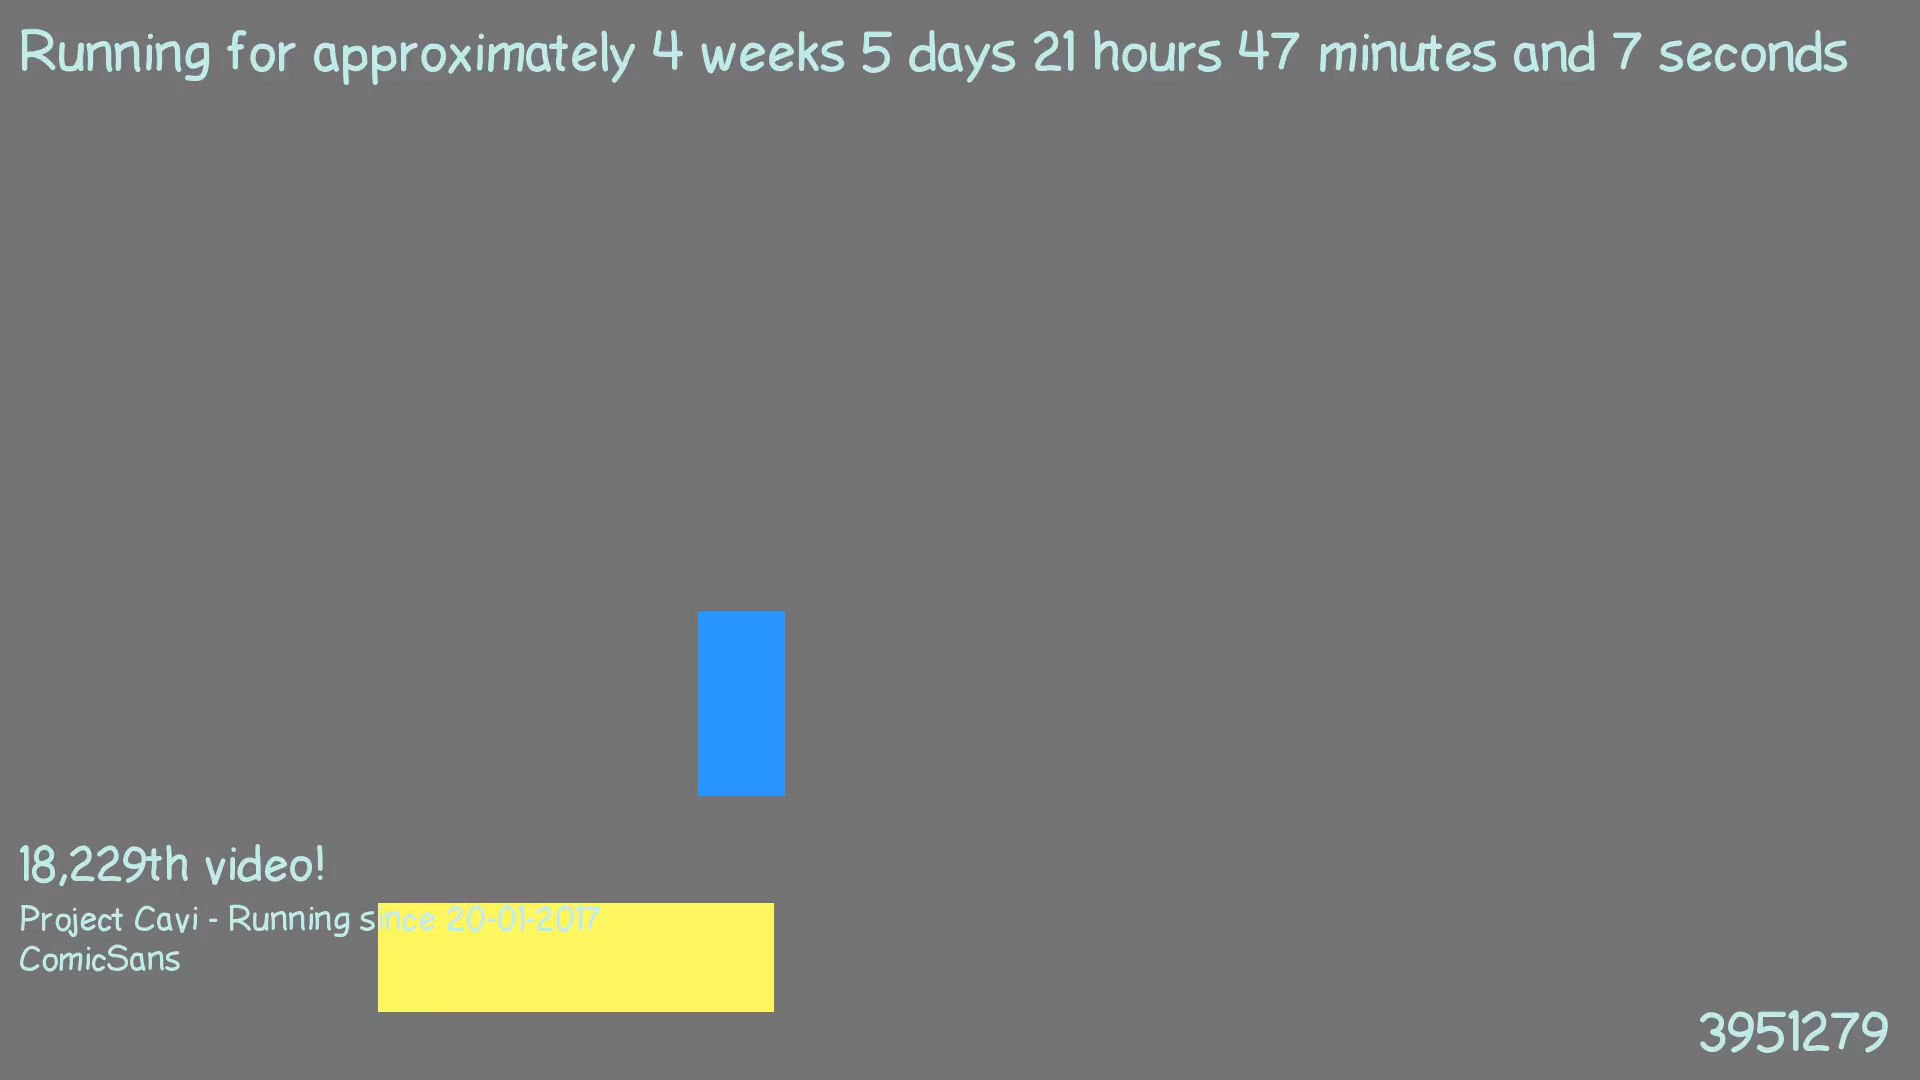 Running for approximately 4 weeks 5 days 21 hours 47 minutes and 7 seconds
18,229th video!
Project Cavi - Running since 20-01-2017
ComicSans
3951279